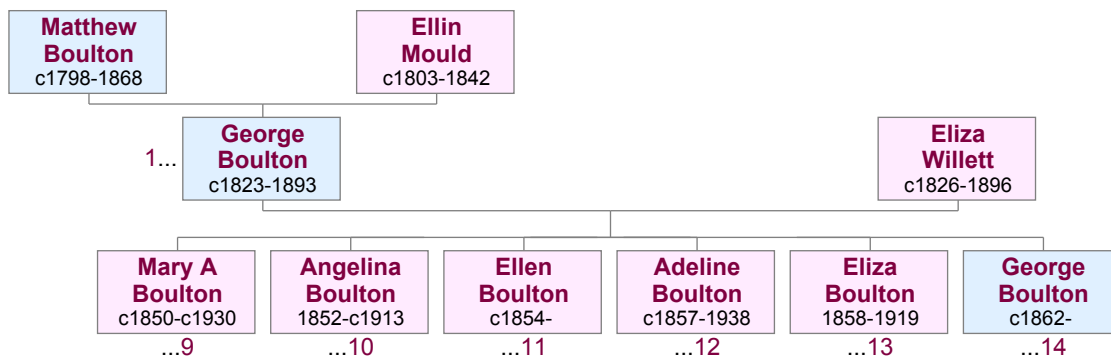 Matthew
Boulton
c1798-1868
Ellin
Mould
c1803-1842
1...
George
Boulton
c1823-1893
Eliza
Willett
c1826-1896
Mary A
Boulton
c1850-c1930
Angelina
Boulton
1852-c1913
Ellen
Boulton
c1854-
Adeline
Boulton
c1857-1938
Eliza
Boulton
1858-1919
George
Boulton
c1862-
...9
...10
...11
...12
...13
...14